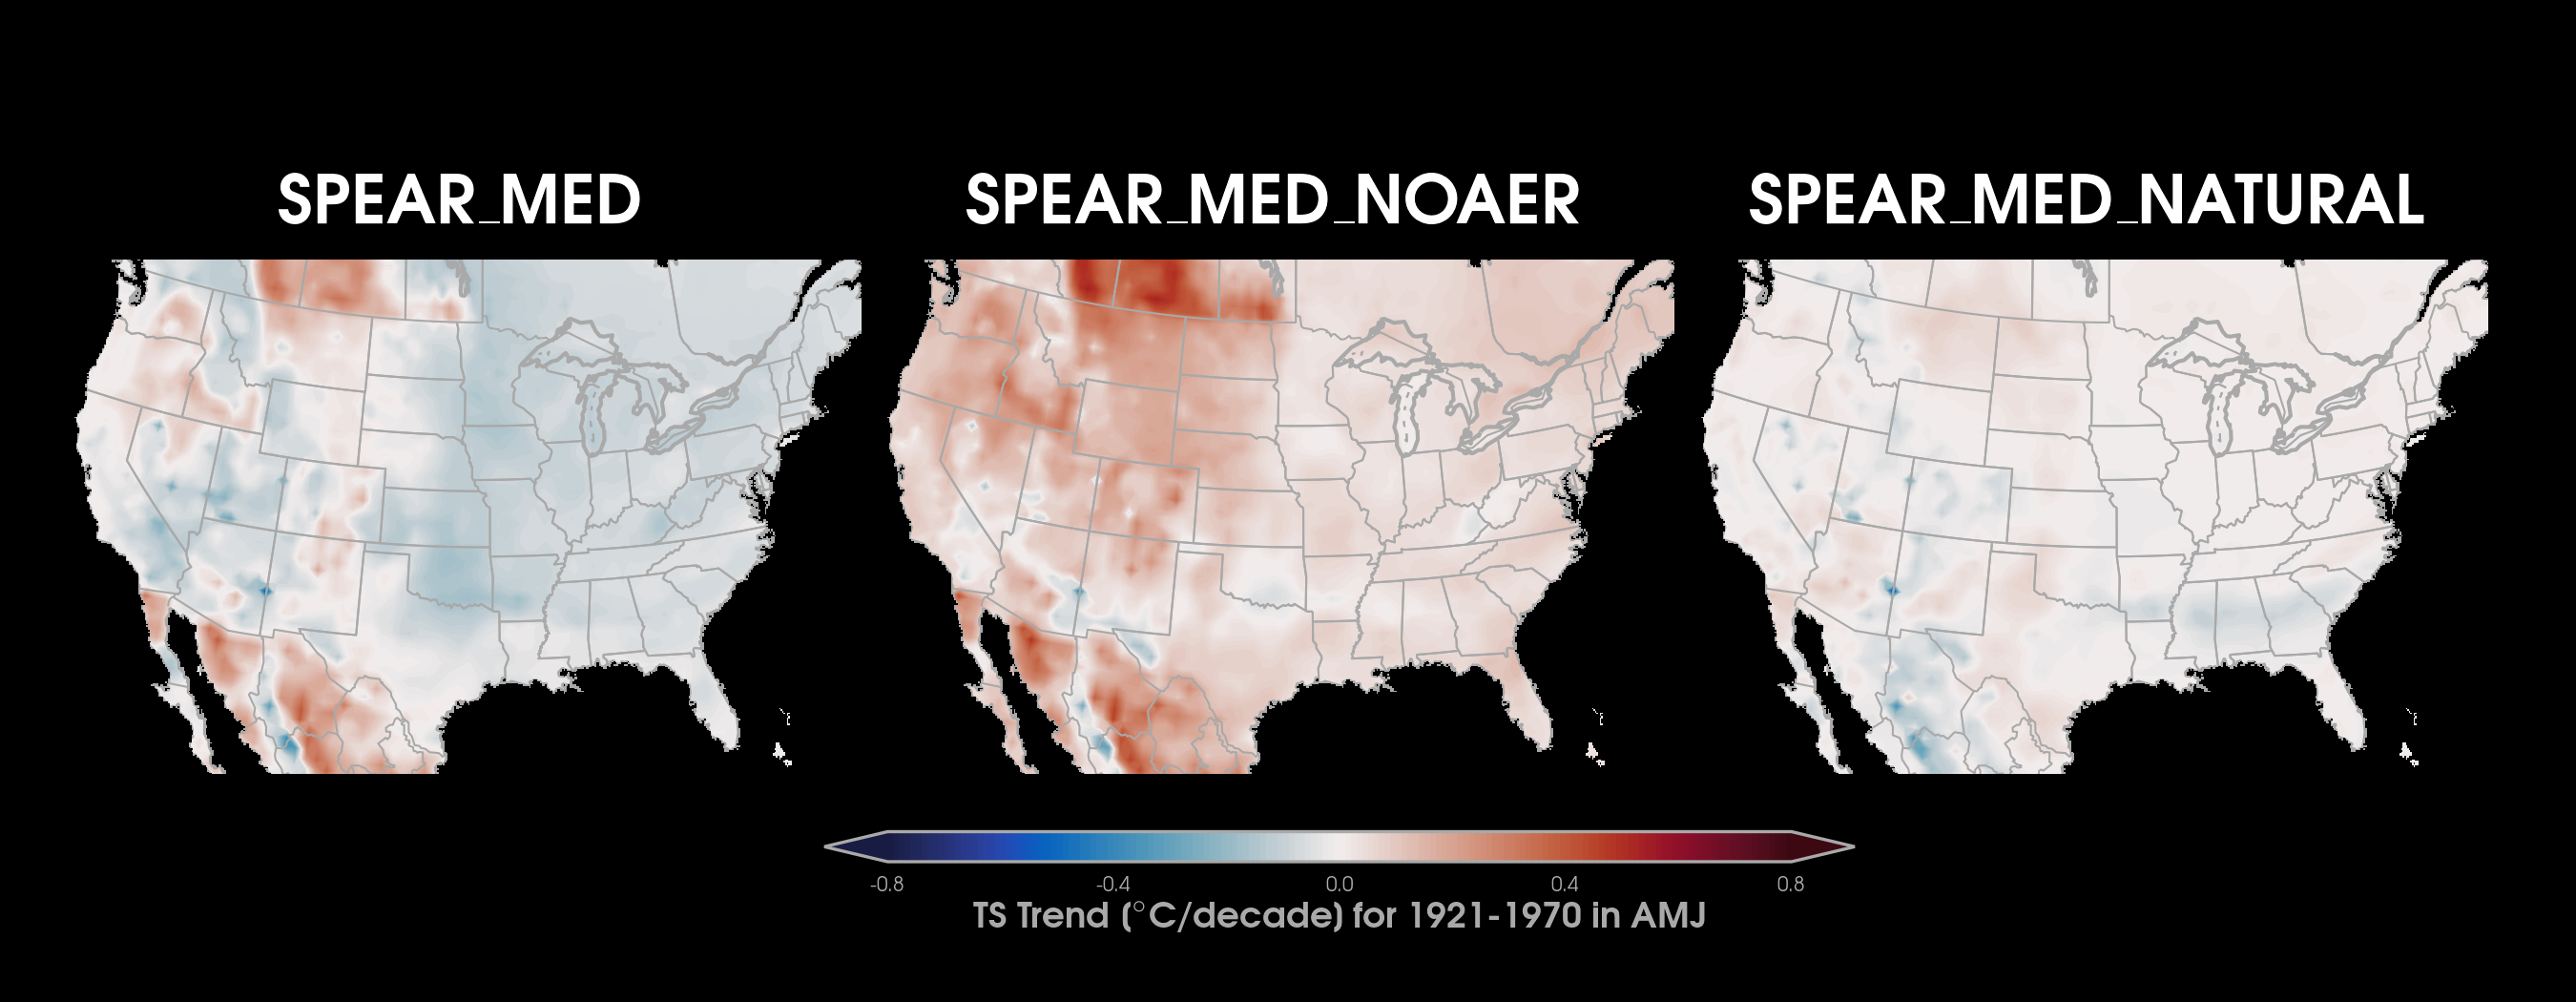 SPEAR_MED SPEAR_MED_NOAER SPEAR_MED_NATURAL
-0.8 -0.4 0.0 0.4 0.8
TS Trend (°C/decade) for 1921-1970 in AMJ